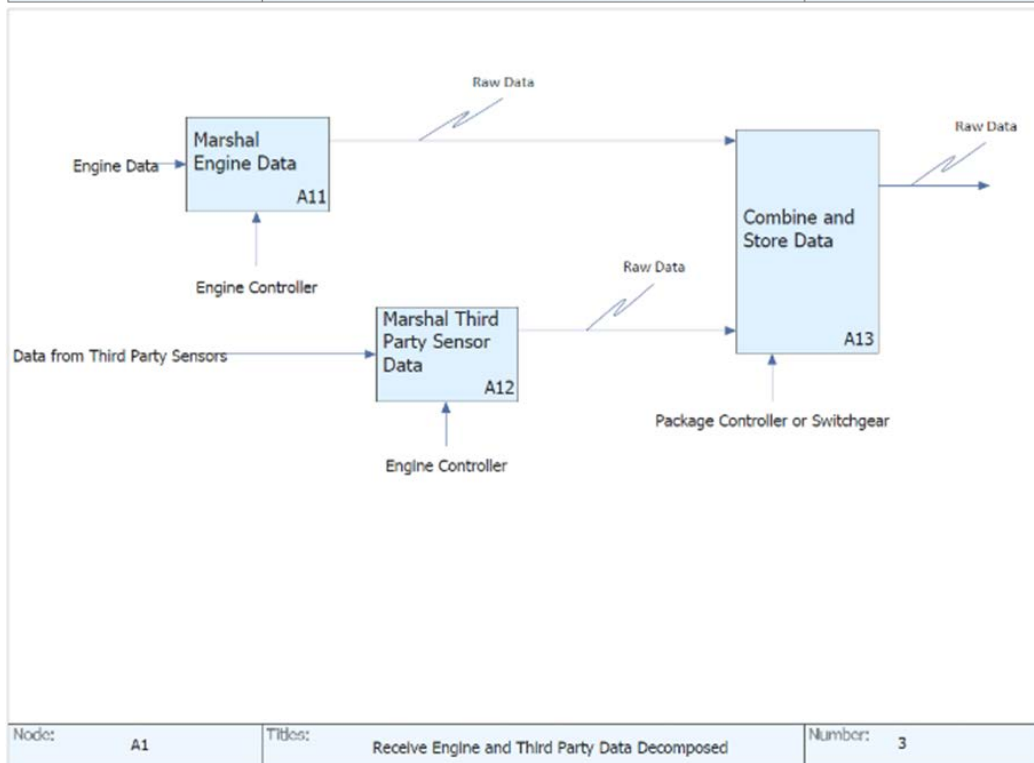 Raw Data
Marshal
Engine Data
A11
Engine Data
Raw Data
Combine and
Store Data
A13
Engine Controller
Raw Data
Marshal Third
Party Sensor
Data
A12
Data from Third Party Sensors
Package Controller or Switchgear
Engine Controller
Node:
A1
Titles:
Receive Engine and Third Party Data Decomposed
Number:
3